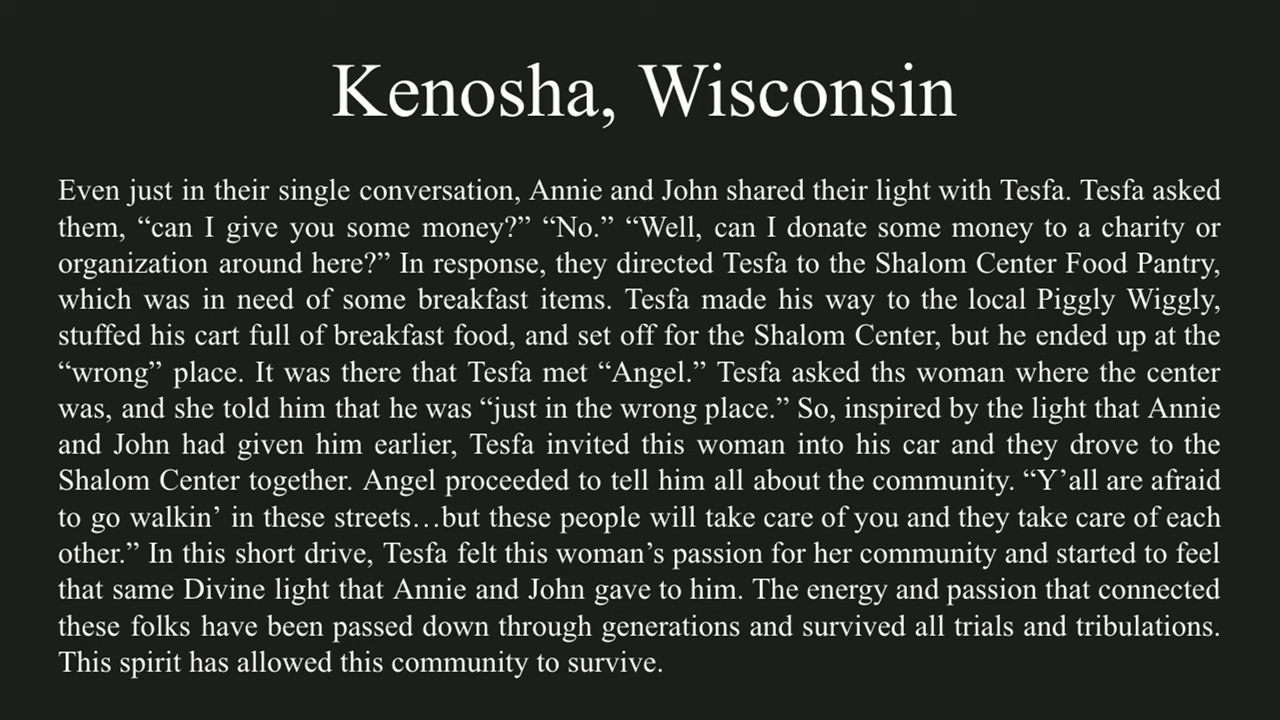 Kenosha, Wisconsin
Even just in their single conversation, Annie and John shared their light with Tesfa. Tesfa asked
them, “can I give you some money?” “No.” “Well, can I donate some money to a charity or
organization around here?” In response, they directed Tesfa to the Shalom Center Food Pantry,
which was in need of some breakfast items. Tesfa made his way to the local Piggly Wiggly,
stuffed his cart full of breakfast food, and set off for the Shalom Center, but he ended up at the
“wrong” place. It was there that Tesfa met “Angel.” Tesfa asked ths woman where the center
was, and she told him that he was “just in the wrong place.” So, inspired by the light that Annie
and John had given him earlier, Tesfa invited this woman into his car and they drove to the
Shalom Center together. Angel proceeded to tell him all about the community. “Y’all are afraid
to go walkin’ in these streets…but these people will take care of you and they take care of each
other.” In this short drive, Tesfa felt this woman’s passion for her community and started to feel
that same Divine light that Annie and John gave to him. The energy and passion that connected
these folks have been passed down through generations and survived all trials and tribulations.
This spirit has allowed this community to survive.